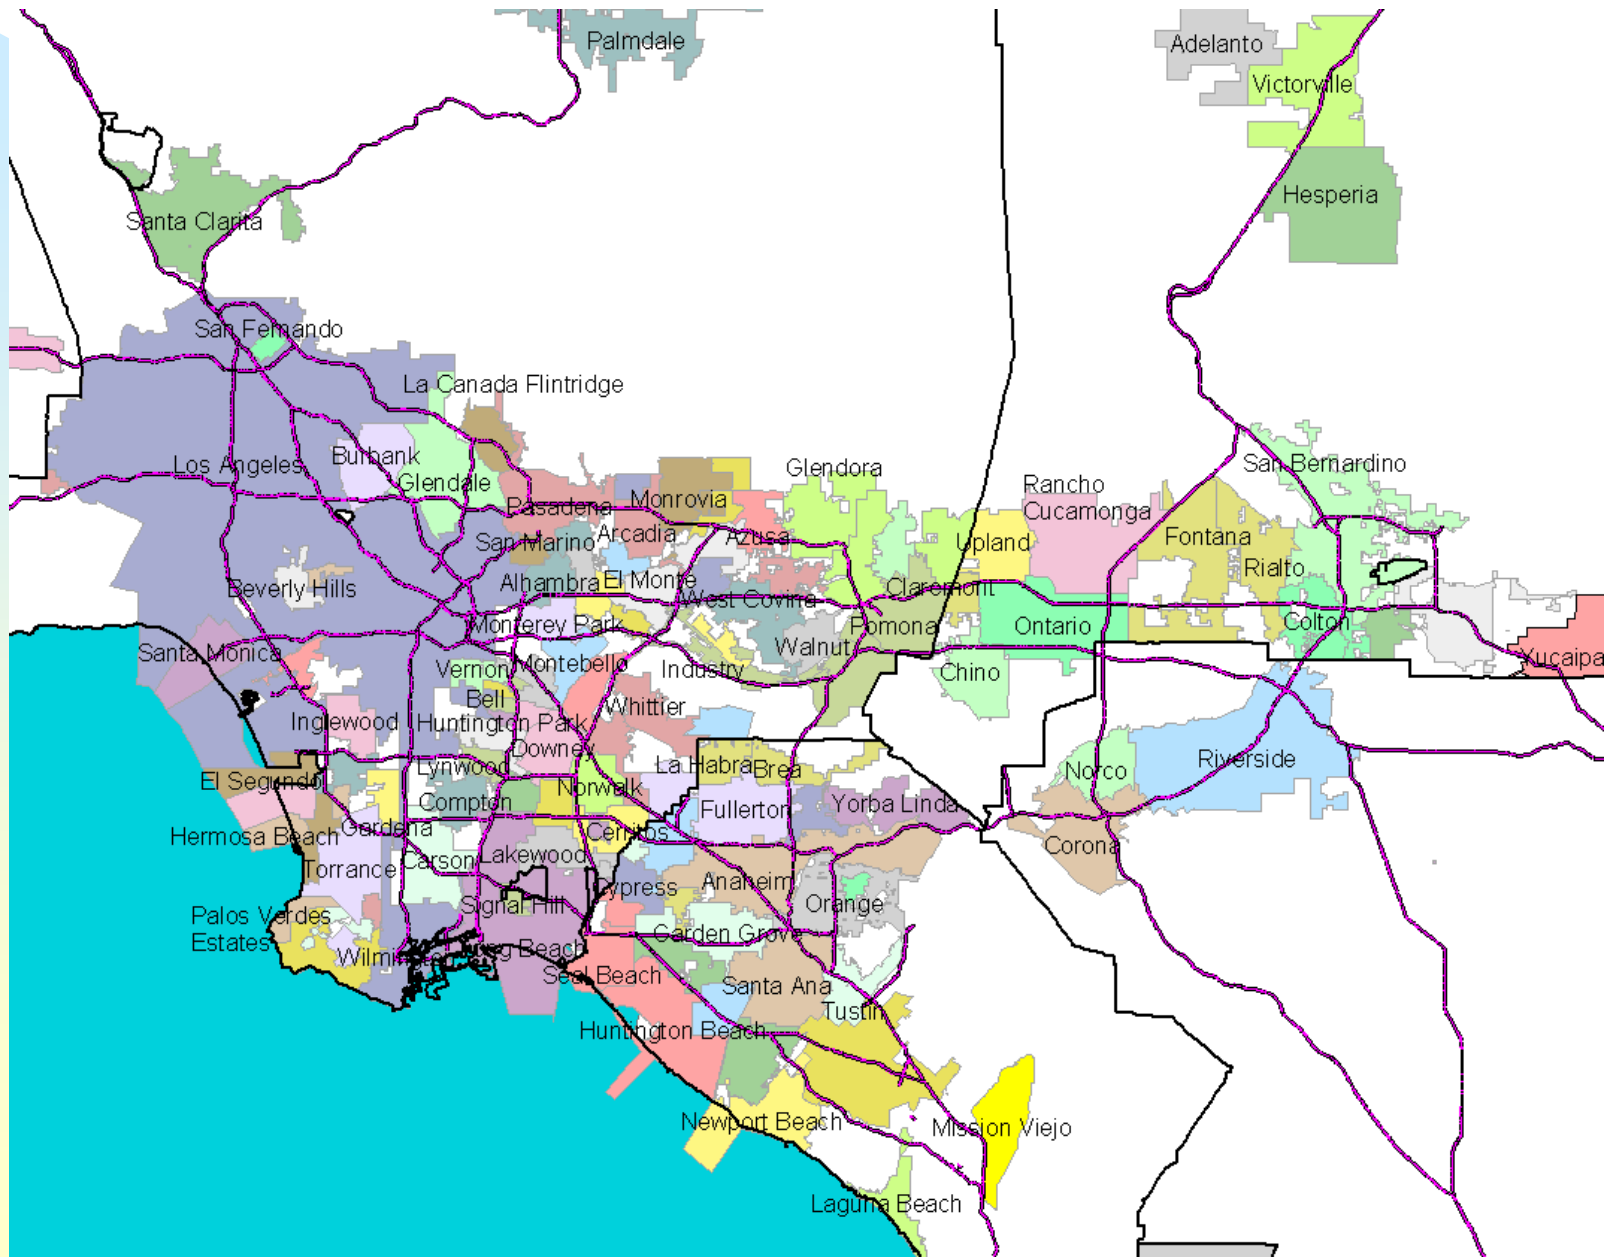 Palmdale
Adelanto
Victorville
Hesperia
Santa Clarita
San Fernando
La Canada Flintridge
Los Angeles
Burbank
Glendale
Glendora
San Bernardino
Rancho
Cucamonga
Pasadena
Monrovia
Arcadia
Azusa
San Marino
Upland
Fontana
Rialto
Beverly Hills
Alhambra
El Monte
West Covina
Claremont
Monterey Park
Pomona
Ontario
Colton
Santa Monica
Vernon
Montebello
Industry
Walnut
Chino
Yucaipa
Bell
Inglewood
Huntington Park
Whittier
Downey
El Segundo
Lynwood
Norwalk
La Habra
Brea
Norco
Riverside
Compton
Fullerton
Yorba Linda
Hermosa Beach
Gardena
Cerritos
Corona
Torrance
Carson
Lakewood
Cypress
Anaheim
Signal Hill
Orange
Palos Verdes
Estates
Wilmington
Long Beach
Garden Grove
Seal Beach
Santa Ana
Tustin
Huntington Beach
Newport Beach
Mission Viejo
Laguna Beach